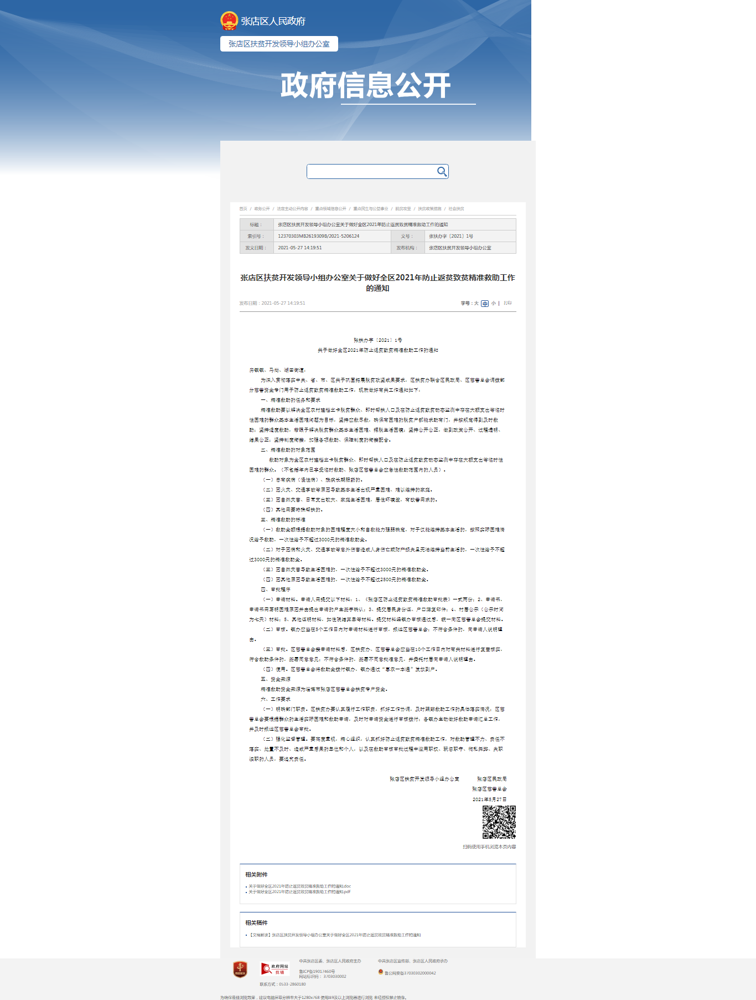 张店区人民政府
张店区扶贫开发领导小组办公室
政府信息公开
首页 / 政务公开 / 法定主动公开内容 / 重点领域信息公开 / 重点民生与公益事业 / 脱贫攻坚 / 扶贫政策措施 / 社会扶贫
标题： 张店区扶贫开发领导小组办公室关于做好全区2021年防止返贫致贫精准救助工作的通知
索引号： 12370303MB2619309B/2021-5206124 文号： 张扶办字〔2021〕1号
发文日期： 2021-05-27 14:19:51 发布机构： 张店区扶贫开发领导小组办公室
张店区扶贫开发领导小组办公室关于做好全区2021年防止返贫致贫精准救助工作
的通知
发布日期：2021-05-27 14:19:51 字号：大 中 小 | 打印
张扶办字〔2021〕1号
关于做好全区2021年防止返贫致贫精准救助工作的通知
房镇镇、马尚、湖田街道：
为深入贯彻落实中央、省、市、区关于巩固拓展脱贫攻坚成果要求，区扶贫办联合区民政局、区慈善总会调拨部
分慈善资金专门用于防止返贫致贫精准救助工作，现就做好有关工作通知如下：
一、精准救助的任务和要求
精准救助要以解决全区农村建档立卡脱贫群众、即时帮扶人口及在防止返贫致贫动态监测中存在大额支出等临时
性困难的群众基本生活困难问题为目标，坚持应救尽救，确保有困难的脱贫户都能求助有门，并按规定得到及时救
助；坚持适度救助，着眼于解决脱贫群众基本生活困难、摆脱生活困境；坚持公开公正，做到政策公开、过程透明、
结果公正；坚持制度衔接，加强各项救助、保障制度的衔接配合。
二、精准救助的对象范围
救助对象为全区农村建档立卡脱贫群众、即时帮扶人口及在防止返贫致贫动态监测中存在大额支出等临时性
困难的群众。（不包括年内已享受临时救助、张店区慈善总会应急性救助范围内的人员）。
（一）患有疾病（慢性病）、残疾长期服药的。
（二）因火灾、交通事故等原因导致基本生活出现严重困难、难以维持的家庭。
（三）因自然灾害、日常支出较大、家庭生活困难，居住环境差，有改善需求的。
（四）其他需要特殊帮扶的。
三、精准救助的标准
（一）救助金额根据救助对象的困难程度大小和自救能力强弱确定，对于仅能维持基本生活的，按照实际困难情
况给予救助，一次性给予不超过3000元的精准救助金。
（二）对于因病和火灾、交通事故等意外伤害造成人身伤亡或财产损失且无法维持当前生活的，一次性给予不超
过3000元的精准救助金。
（三）因自然灾害导致生活困难的，一次性给予不超过3000元的精准救助金。
（四）因其他原因导致生活困难的，一次性给予不超过2500元的精准救助金。
四、审批程序
（一）申请材料。申请人需提交以下材料：1、《张店区防止返贫致贫精准救助审批表》一式两份；2、申请书，
申请书需写明困难原因并由提出申请的户主签字确认；3、提交居民身份证、户口簿复印件；4、村居公示（公示时间
为七天）材料；5、其他证明材料，如住院结算单等材料。提交材料经镇办审核通过后，统一向区慈善总会提交材料。
（二）审核。镇办应当在5个工作日内对申请材料进行审核，报送区慈善总会；不符合条件的，向申请人说明理
由。
（三）审批。区慈善总会接申请材料后，区扶贫办、区慈善总会应当在10个工作日内对有关材料进行复查核实，
符合救助条件的，签署同意意见；不符合条件的，签署不同意批准意见，并委托村居向申请人说明理由。
（四）使用。区慈善总会将救助金拨付镇办，镇办通过“惠农一本通”发放到户。
五、资金来源
精准救助资金来源为淄博市张店区慈善总会扶贫专户资金。
六、工作要求
（一）明确部门职责。区扶贫办要认真履行工作职责，抓好工作协调，及时跟踪救助工作的具体落实情况；区慈
善总会要根据群众的生活实际困难和救助申请，及时对申请资金进行审核拨付；各镇办主动做好救助申请汇总工作，
并及时报送区慈善总会审批。
（二）强化监督管理。要高度重视，精心组织，认真抓好防止返贫致贫精准救助工作，对救助管理不力、责任不
落实、处置不及时、造成严重后果的单位和个人，以及在救助审核审批过程中滥用职权、玩忽职守、徇私舞弊、失职
渎职的人员，要追究责任。
张店区扶贫开发领导小组办公室 张店区民政局
张店区慈善总会
2021年5月27日
扫码使用手机浏览本页内容
相关附件
关于做好全区2021年防止返贫致贫精准救助工作的通知.doc
关于做好全区2021年防止返贫致贫精准救助工作的通知.pdf
相关稿件
【文稿解读】张店区扶贫开发领导小组办公室关于做好全区2021年防止返贫致贫精准救助工作的通知
政府网站
找错
中共张店区委、张店区人民政府主办 中共张店区宣传部、张店区人民政府承办
鲁ICP备19017460号
网站标识码： 3703030002
鲁公网安备37030302000042
联系方式：0533-2860180
为确保最佳浏览效果，建议电脑屏幕分辨率大于1280x768 使用IE9及以上浏览器进行浏览 未经授权禁止镜像。